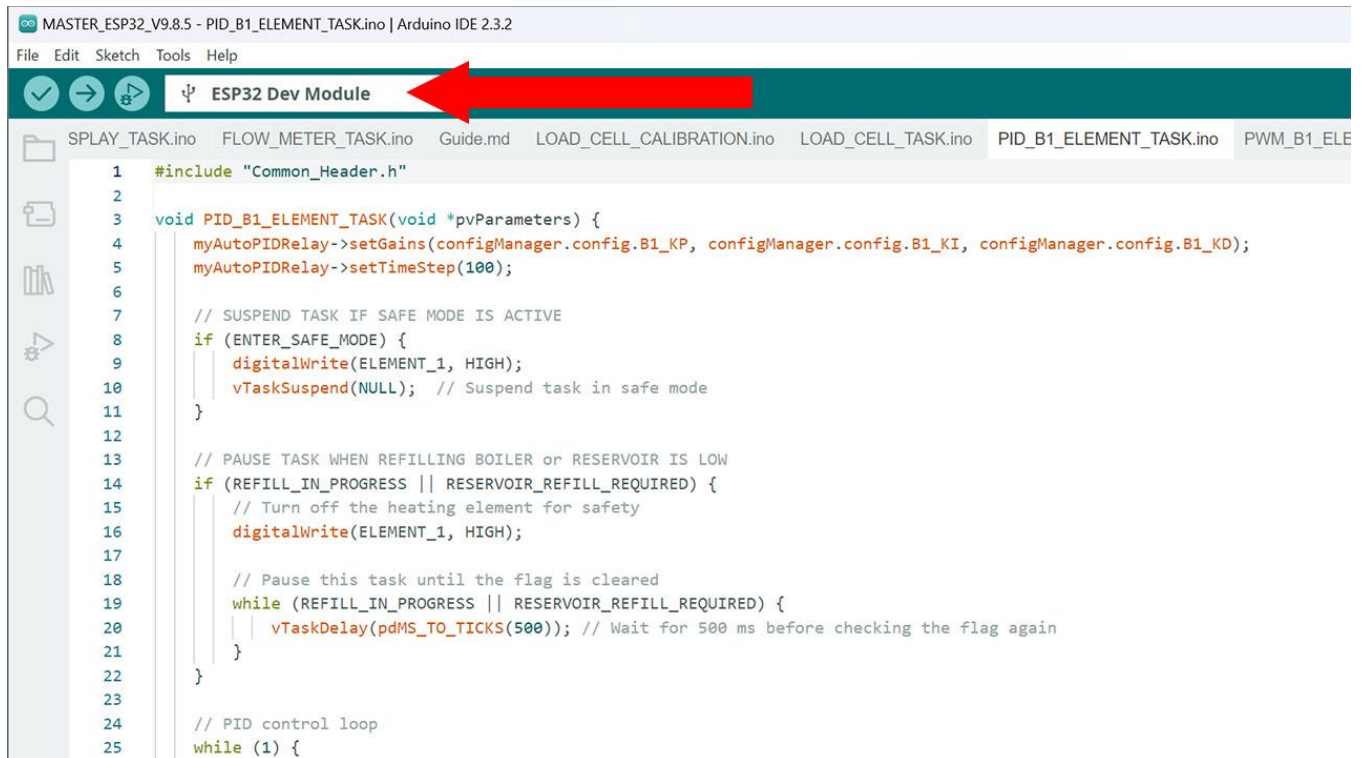 MASTER_ESP32_V9.8.5 - PID_B1_ELEMENT_TASK.ino | Arduino IDE 2.3.2
File Edit Sketch Tools Help
ESP32 Dev Module
SPLAY_TASK.ino FLOW_METER_TASK.ino Guide.md LOAD_CELL_CALIBRATION.ino LOAD_CELL_TASK.ino PID_B1_ELEMENT_TASK.ino PWM_B1_ELE
1 #include "Common_Header.h"
2
3 void PID_B1_ELEMENT_TASK(void *pvParameters) {
4 myAutoPIDRelay->setGains(configManager.config.B1_KP, configManager.config.B1_KI, configManager.config.B1_KD);
5 myAutoPIDRelay->setTimeStep(100);
6
7 // SUSPEND TASK IF SAFE MODE IS ACTIVE
8 if (ENTER_SAFE_MODE) {
9 digitalWrite(ELEMENT_1, HIGH);
10 vTaskSuspend(NULL); // Suspend task in safe mode
11 }
12
13 // PAUSE TASK WHEN REFILLING BOILER or RESERVOIR IS LOW
14 if (REFILL_IN_PROGRESS || RESERVOIR_REFILL_REQUIRED) {
15 // Turn off the heating element for safety
16 digitalWrite(ELEMENT_1, HIGH);
17
18 // Pause this task until the flag is cleared
19 while (REFILL_IN_PROGRESS || RESERVOIR_REFILL_REQUIRED) {
20 vTaskDelay(pdMS_TO_TICKS(500)); // Wait for 500 ms before checking the flag again
21 }
22 }
23
24 // PID control loop
25 while (1) {